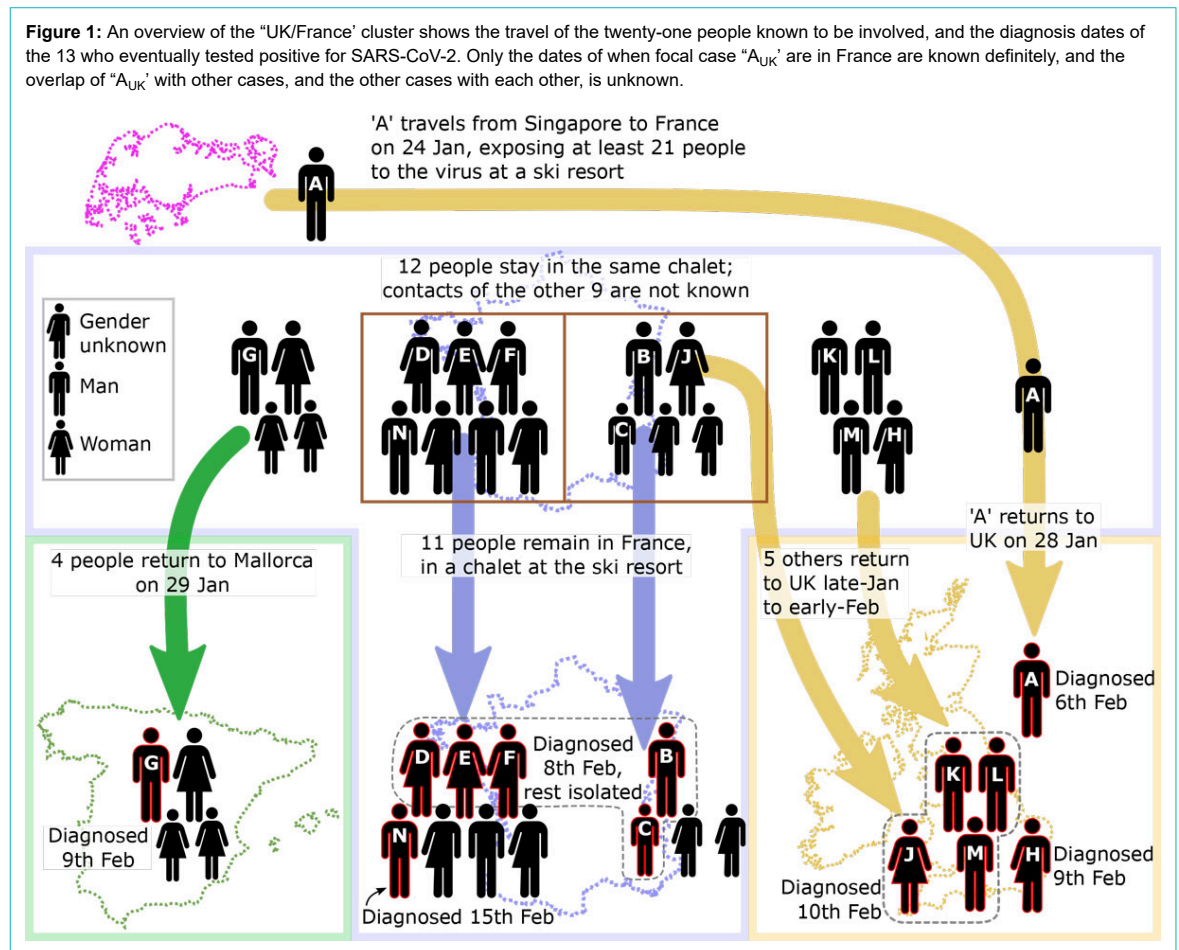 Figure 1: An overview of the “UK/France’ cluster shows the travel of the twenty-one people known to be involved, and the diagnosis dates of
the 13 who eventually tested positive for SARS-CoV-2. Only the dates of when focal case “AUK’ are in France are known definitely, and the
overlap of “AUK’ with other cases, and the other cases with each other, is unknown.
'A' travels from Singapore to France
on 24 Jan, exposing at least 21 people
to the virus at a ski resort
A
12 people stay in the same chalet;
contacts of the other 9 are not known
Gender
unknown
Man
Woman
G
D E F
B J
K L
A
N
C
M H
4 people return to Mallorca
on 29 Jan
11 people remain in France,
in a chalet at the ski resort
5 others return
to UK late-Jan
to early-Feb
'A' returns to
UK on 28 Jan
G
Diagnosed
9th Feb
D E F
Diagnosed
8th Feb,
rest isolated
B
N
C
Diagnosed 15th Feb
A
Diagnosed
6th Feb
K L
J M H
Diagnosed
9th Feb
Diagnosed
10th Feb